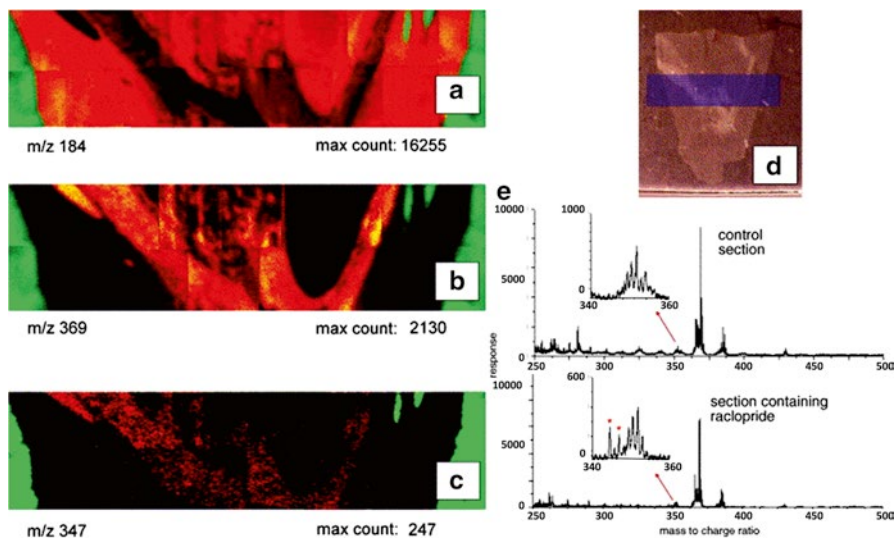 a
m/z 184 max count: 16255
b
m/z 369 max count: 2130
c
m/z 347 max count: 247
d
e
10000
5000
0
1000
0
340 360
control
section
250 300 350 400 450 500
response
10000
5000
0
600
0
340 360
* *
section containing
raclopride
250 300 350 400 450 500
mass to charge ratio